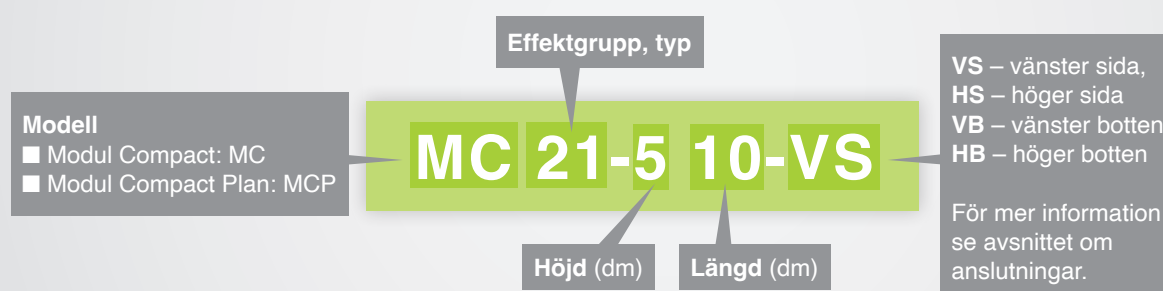 Effektgrupp, typ
Modell
■ Modul Compact: MC
■ Modul Compact Plan: MCP
MC 21-5 10-VS
Höjd (dm)
Längd (dm)
VS – vänster sida,
HS – höger sida
VB – vänster botten
HB – höger botten
För mer information
se avsnittet om
anslutningar.